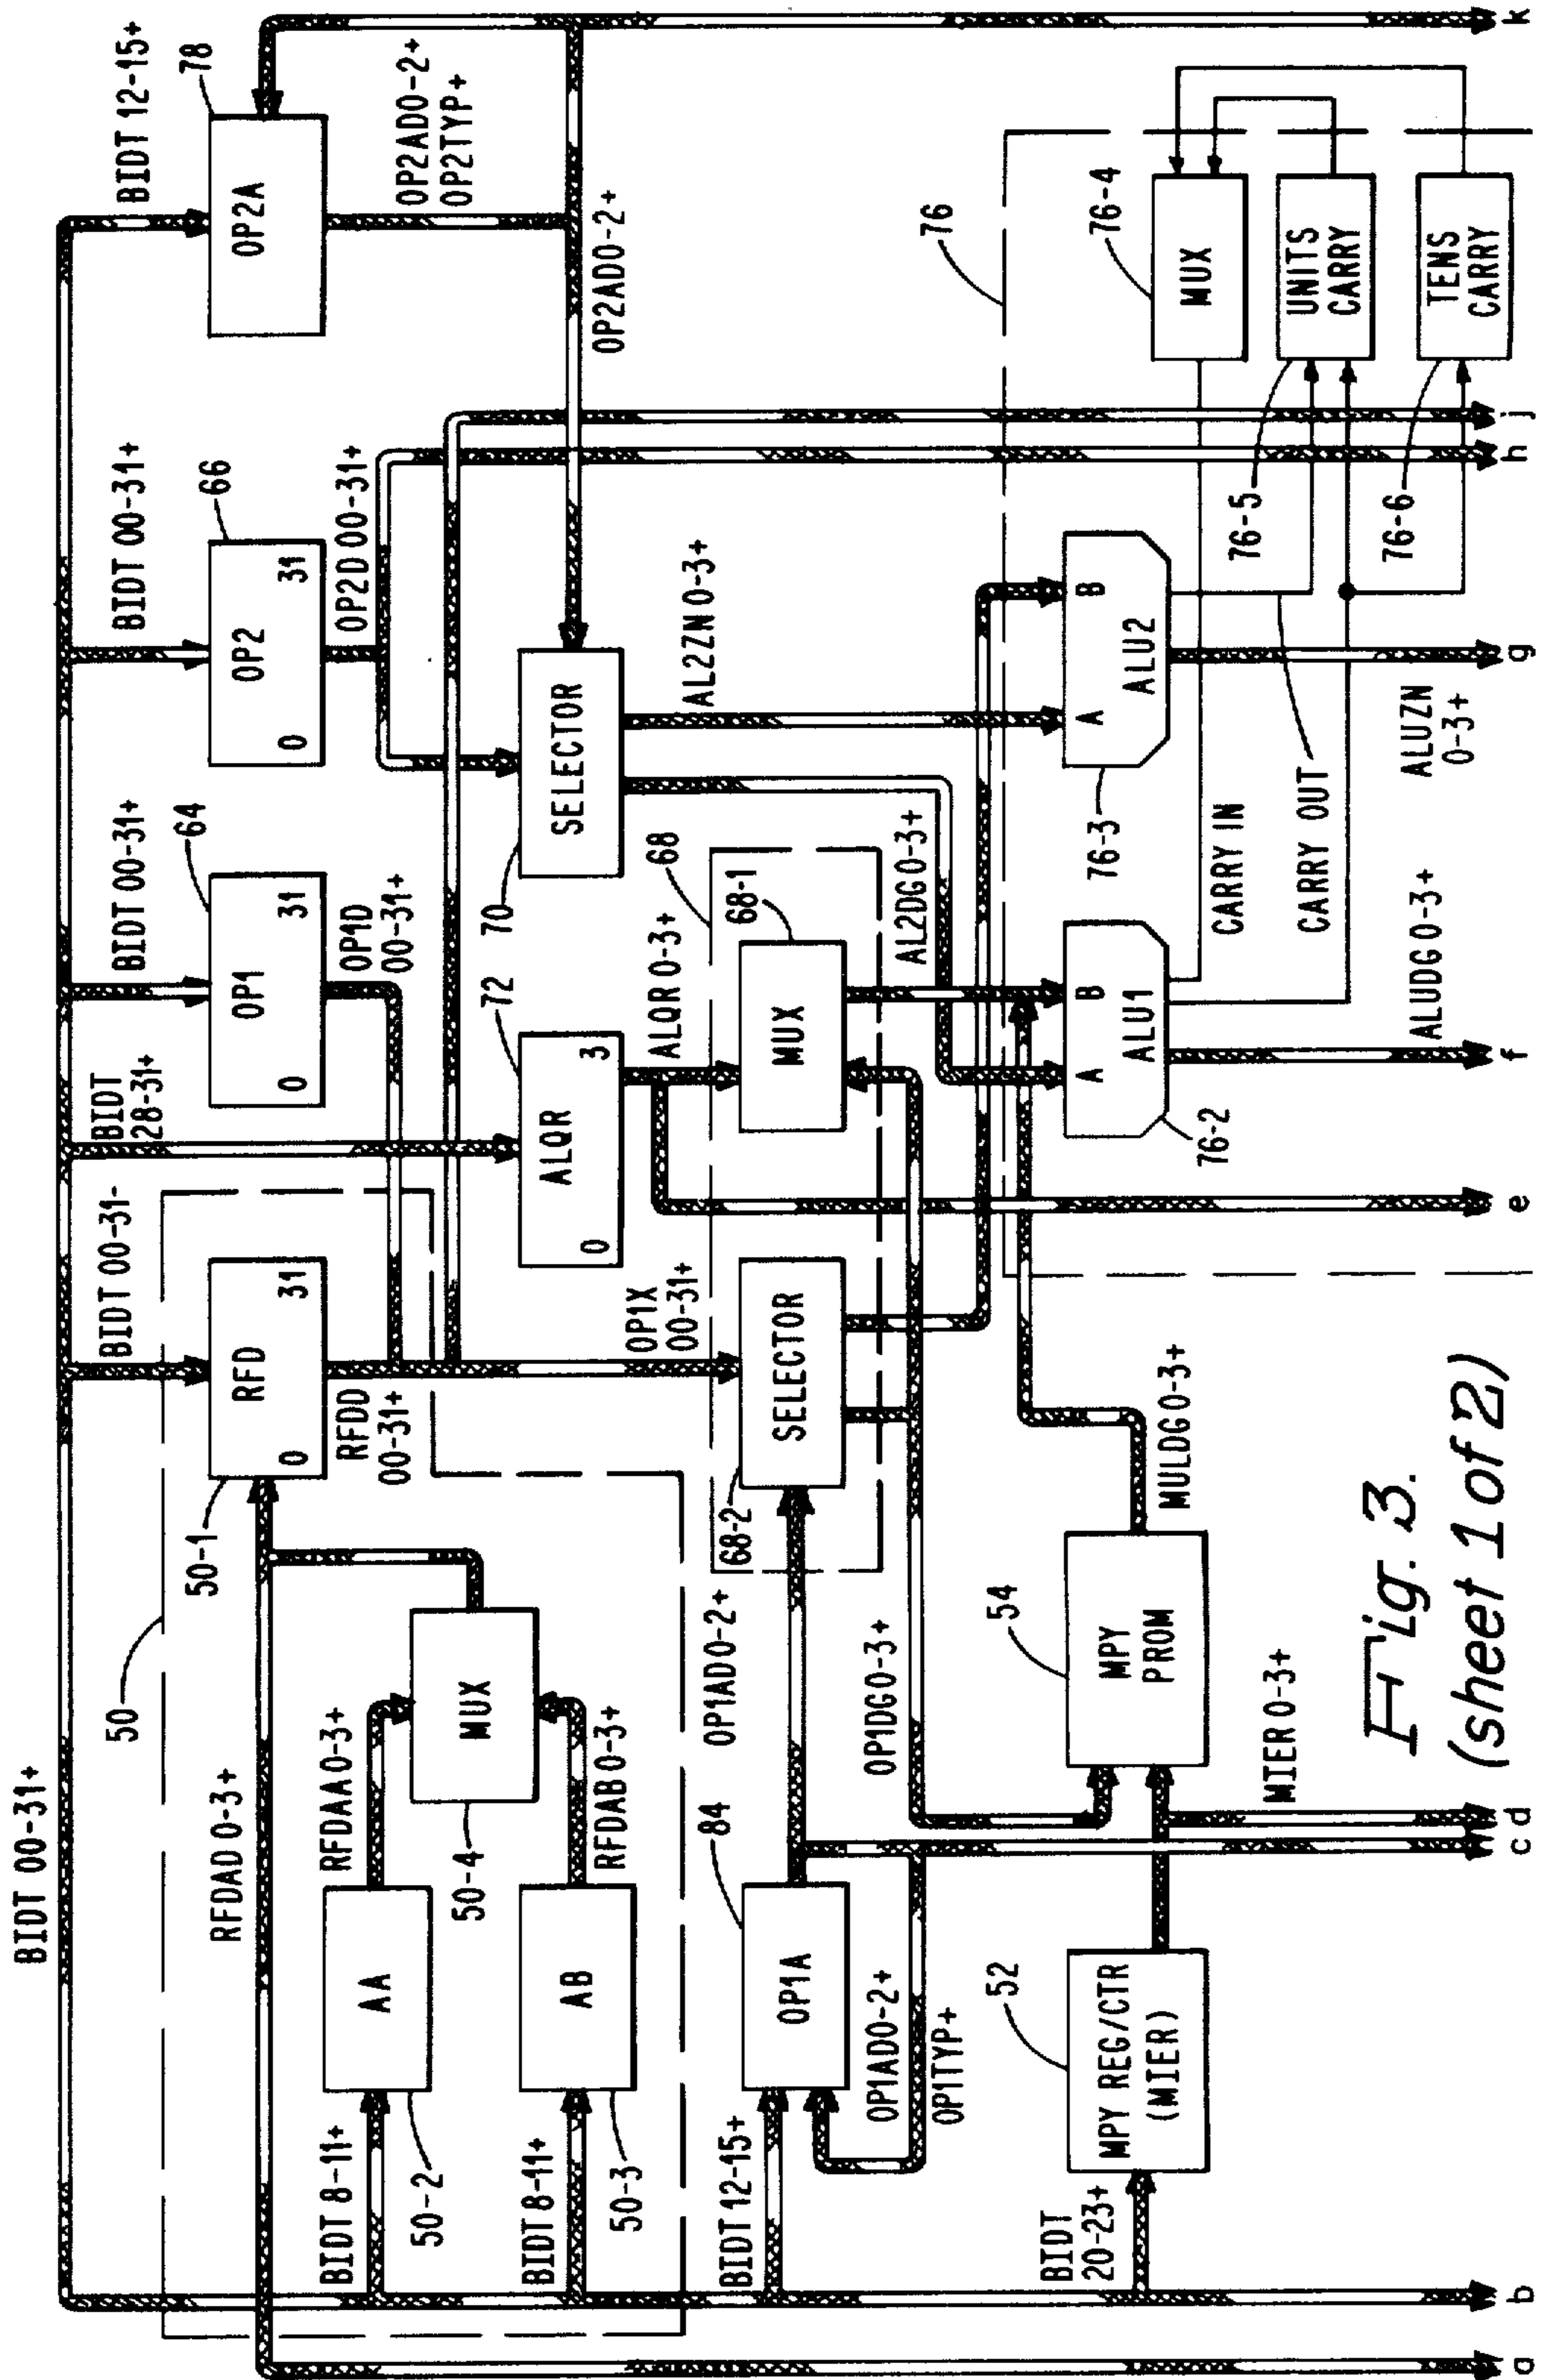 BIDT 00-31+
50
BIDT 00-31-
BIDT
28-31+
BIDT 00-31+
BIDT 00-31+
BIDT 12-15+
50-1
RFDAD 0-3+
RFD
0
31
64
OP1
0
31
66
OP2
0
31
78
OP2A
RFDD
00-31+
OP1D
00-31+
OP2D 00-31+
OP2AD0-2+
OP2TYP+
BIDT 8-11+
AA
50-2
RFDAA 0-3+
MUX
50-4
BIDT 8-11+
AB
50-3
RFDAB 0-3+
72
ALQR
0
3
70
SELECTOR
OP2AD0-2+
OP1X
00-31+
ALQR 0-3+
AL2ZN 0-3+
BIDT 12-15+
84
OP1A
OP1AD0-2+
68-2
SELECTOR
68
68-1
MUX
OP1AD0-2+
OP1TYP+
OP1DG0-3+
AL2DG 0-3+
76
BIDT
20-23+
52
MPY REG/CTR
(MIER)
54
MPY
PROM
MULDG 0-3+
MIER 0-3+
A
B
ALU1
76-2
A
B
ALU2
76-3
76-4
MUX
76-5
UNITS
CARRY
76-6
TENS
CARRY
CARRY IN
CARRY OUT
ALUDG 0-3+
ALUZN
0-3+
a
b
c
d
e
f
g
h
j
k
Fig. 3.
(sheet 1 of 2)